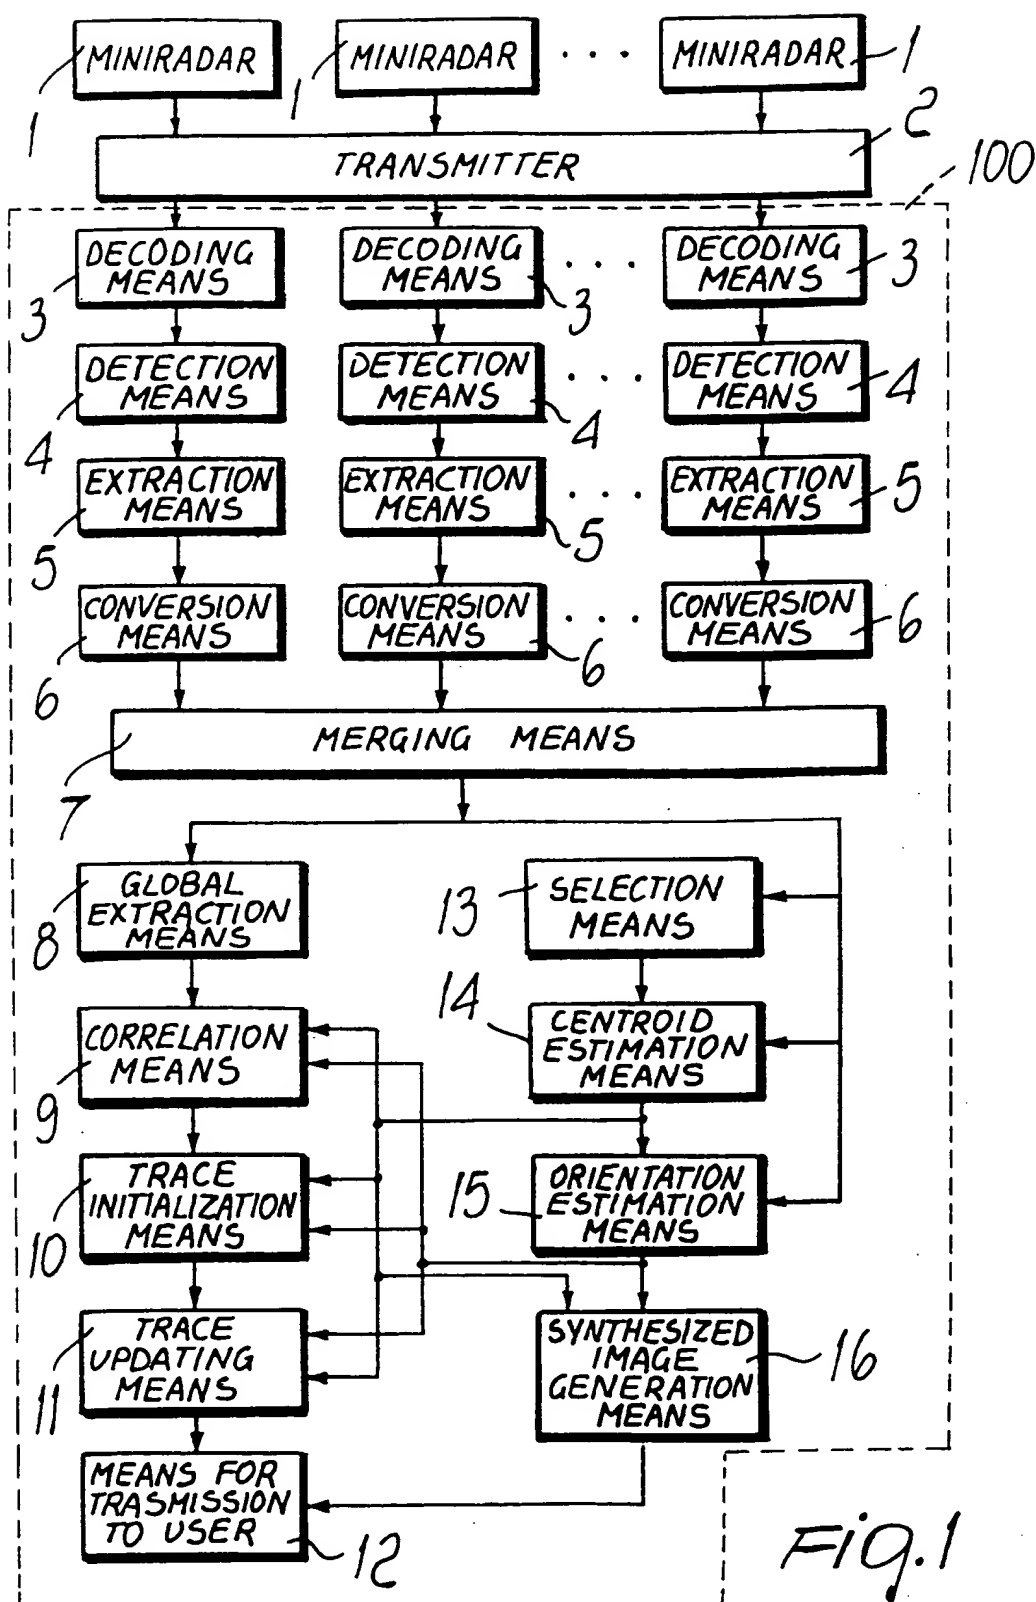 MINIRADAR
MINIRADAR
. . .
MINIRADAR
1
1
1
2
TRANSMITTER
100
DECODING
MEANS
DECODING
MEANS
. . .
DECODING
MEANS
3
3
3
DETECTION
MEANS
DETECTION
MEANS
. . .
DETECTION
MEANS
4
4
4
EXTRACTION
MEANS
EXTRACTION
MEANS
. . .
EXTRACTION
MEANS
5
5
5
CONVERSION
MEANS
CONVERSION
MEANS
. . .
CONVERSION
MEANS
6
6
6
MERGING MEANS
7
GLOBAL
EXTRACTION
MEANS
8
13
SELECTION
MEANS
CORRELATION
MEANS
9
14
CENTROID
ESTIMATION
MEANS
TRACE
INITIALIZATION
MEANS
10
15
ORIENTATION
ESTIMATION
MEANS
TRACE
UPDATING
MEANS
11
SYNTHESIZED
IMAGE
GENERATION
MEANS
16
MEANS FOR
TRASMISSION
TO USER
12
Fig.1